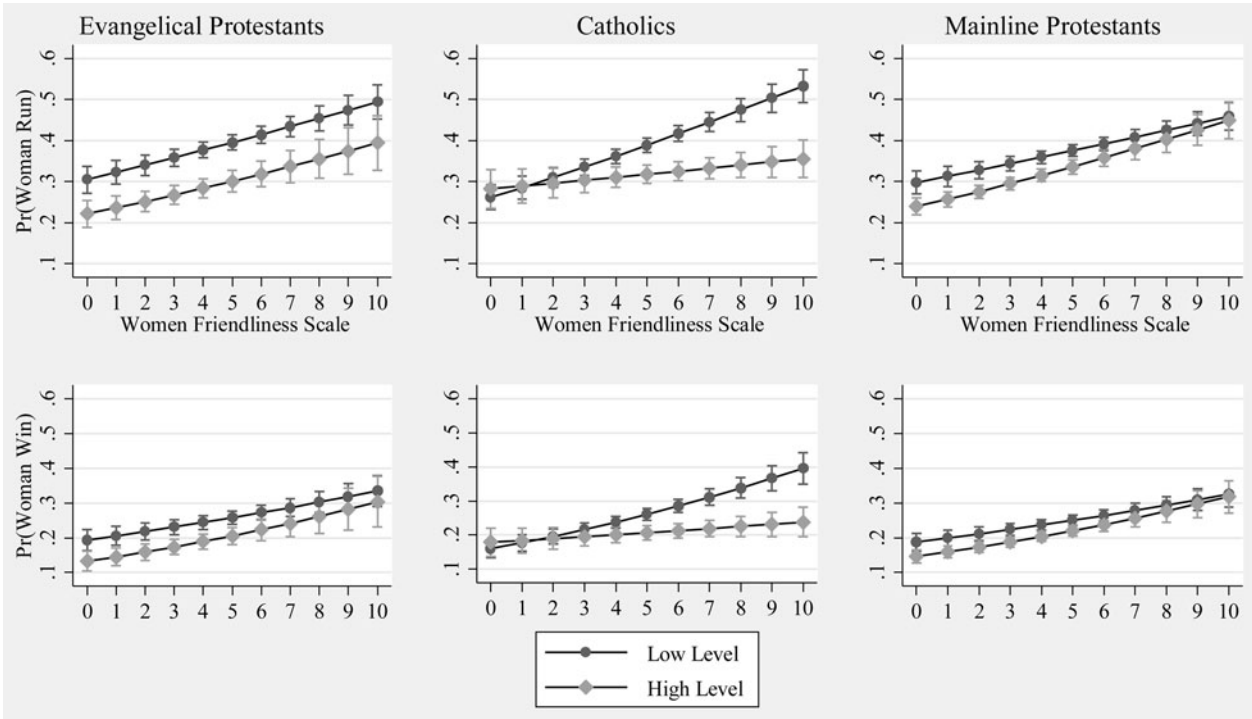 Evangelical Protestants
Catholics
Mainline Protestants
Pr(Woman Run)
.6
.5
.4
.3
.2
.1
0 1 2 3 4 5 6 7 8 9 10
Women Friendliness Scale
.6
.5
.4
.3
.2
.1
0 1 2 3 4 5 6 7 8 9 10
Women Friendliness Scale
.6
.5
.4
.3
.2
.1
0 1 2 3 4 5 6 7 8 9 10
Women Friendliness Scale
Pr(Woman Win)
.6
.5
.4
.3
.2
.1
0 1 2 3 4 5 6 7 8 9 10
.6
.5
.4
.3
.2
.1
0 1 2 3 4 5 6 7 8 9 10
.6
.5
.4
.3
.2
.1
0 1 2 3 4 5 6 7 8 9 10
Low Level
High Level